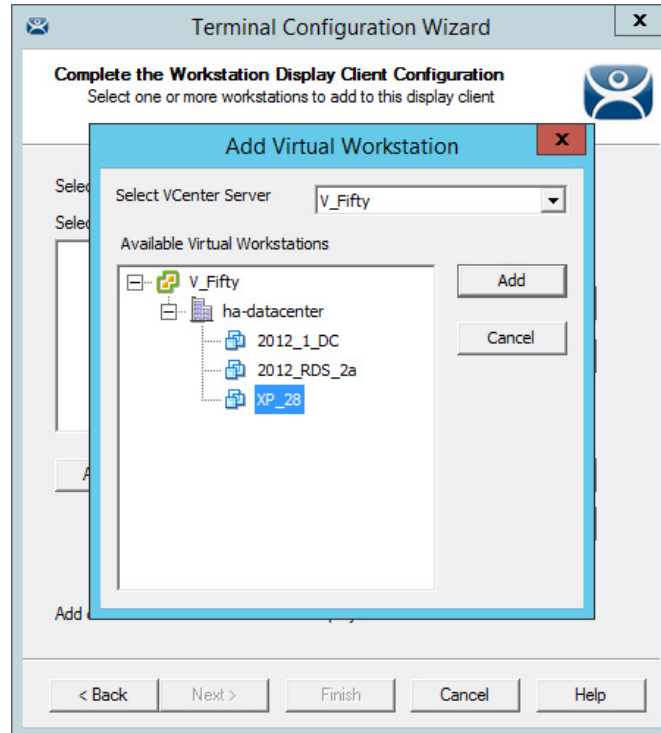 Terminal Configuration Wizard
x
Complete the Workstation Display Client Configuration
Select one or more workstations to add to this display client
Add Virtual Workstation
x
Select VCenter Server
V_Fifty
Available Virtual Workstations
V_Fifty
ha-datacenter
2012_1_DC
2012_RDS_2a
XP_28
Add
Cancel
Add
< Back
Next >
Finish
Cancel
Help